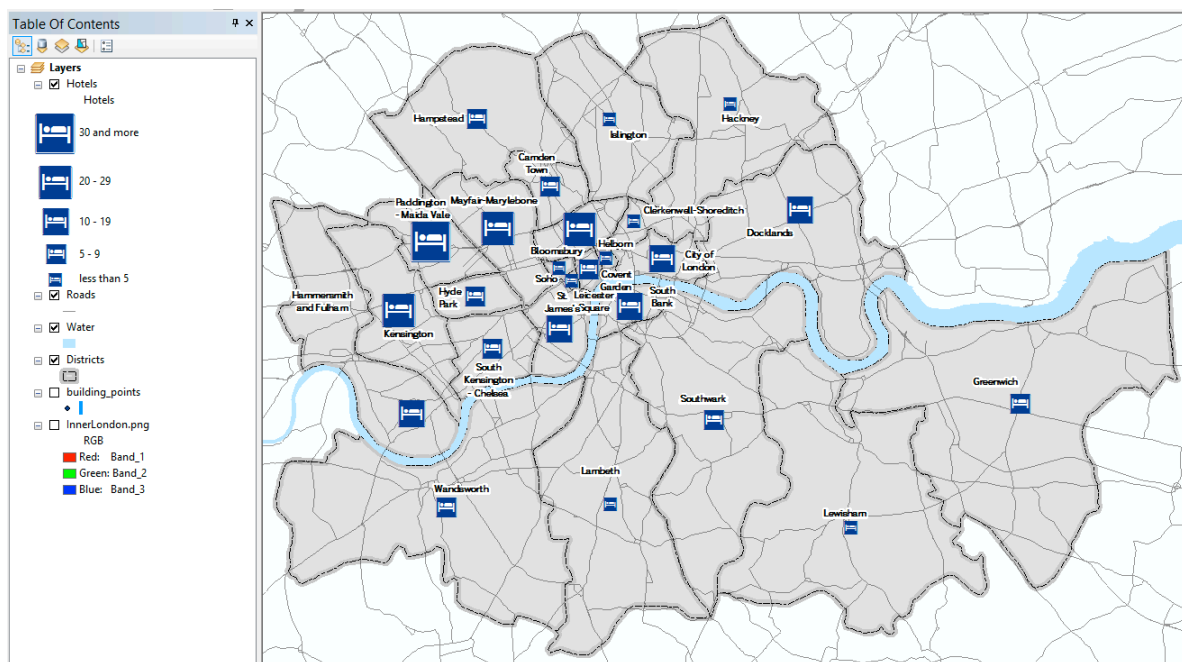 Table Of Contents
Layers
Hotels
Hotels
30 and more
20 - 29
10 - 19
5 - 9
less than 5
Roads
Water
Districts
building_points
InnerLondon.png
RGB
Red: Band_1
Green: Band_2
Blue: Band_3
Hampstead
Islington
Hackney
Camden
Town
Paddington
- Maida Vale
Mayfair-Marylebone
Clerkenwell-Shoreditch
Docklands
Bloomsbury
Holborn
City of
London
Soho
Covent
Garden
Hyde
Park
St.
James's
Leicester
Square
South
Bank
Hammersmith
and Fulham
Kensington
South
Kensington
- Chelsea
Greenwich
Southwark
Lambeth
Wandsworth
Lewisham